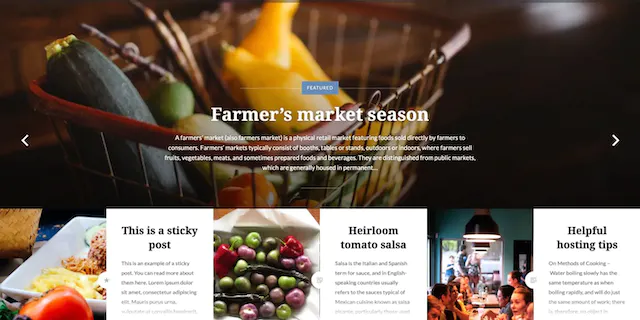 FEATURED
Farmer's market season
A farmers' market (also farmers market) is a physical retail market featuring foods sold directly by farmers to
consumers. Farmers' markets typically consist of booths, tables or stands, outdoors or indoors, where farmers sell
fruits, vegetables, meats, and sometimes prepared foods and beverages. They are distinguished from public markets,
which are generally housed in permanent...
This is a sticky
post
This is an example of a sticky
post. You can read more about
them here. Lorem ipsum dolor
sit amet, consectetur adipiscing
elit. Mauris purus urna,
Heirloom
tomato salsa
Salsa is the Italian and Spanish
term for sauce, and in English-
speaking countries usually
refers to the sauces typical of
Mexican cuisine known as salsa
Helpful
hosting tips
On Methods of Cooking –
Water boiling slowly has the
same temperature as when
boiling rapidly, and will do just
the same amount of work; there